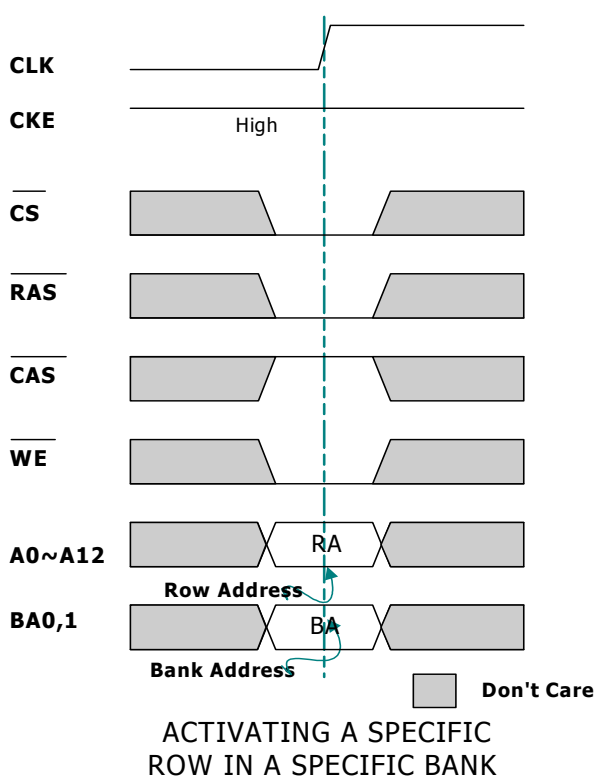 CLK
CKE
High
CS
RAS
CAS
WE
A0~A12
RA
Row Address
BA0,1
BA
Bank Address
Don't Care
ACTIVATING A SPECIFIC
ROW IN A SPECIFIC BANK